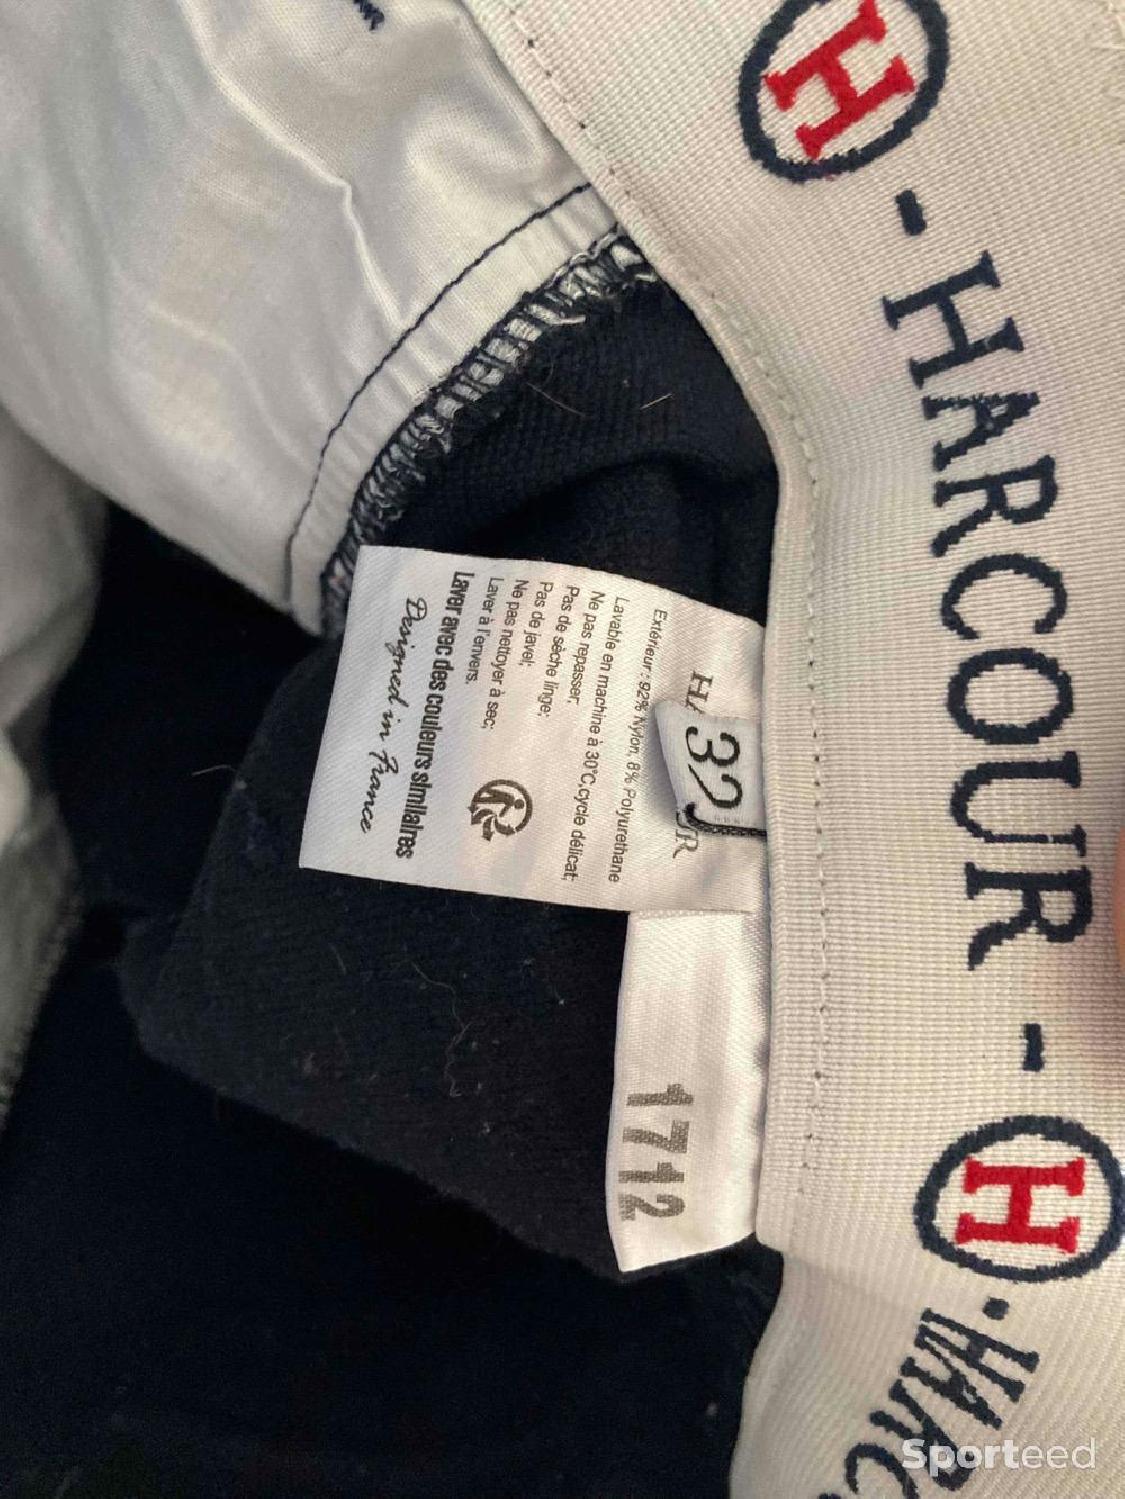 H - HARCOUR - H - HARC
32
Extérieur : 92% Nylon, 8% Polyurethane
Lavable en machine à 30°C,cycle délicat;
Ne pas repasser;
Pas de sèche linge;
Pas de javel;
Ne pas nettoyer à sec;
Laver à l'envers.
Laver avec des couleurs similaires
Designed in France
1712
Sporteed